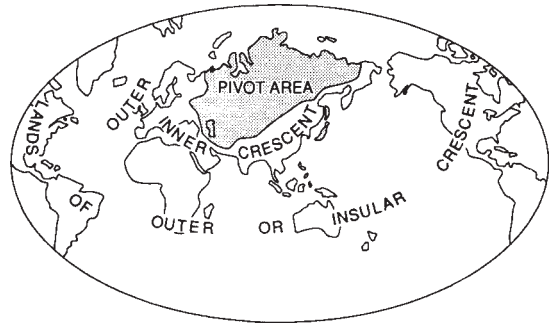 PIVOT AREA
INNER CRESCENT
OUTER
LANDS OF OUTER OR INSULAR CRESCENT